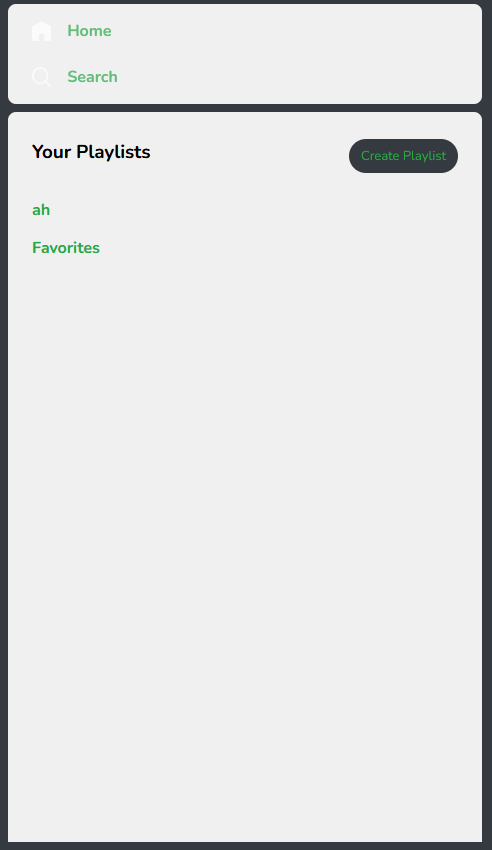 Home
Search
Your Playlists
Create Playlist
ah
Favorites